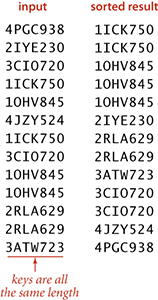 input sorted result
4PGC938 1ICK750
2IYE230 1ICK750
3CIO720 1OHV845
1ICK750 1OHV845
1OHV845 1OHV845
4JZY524 2IYE230
1ICK750 2RLA629
3CIO720 2RLA629
1OHV845 3ATW723
1OHV845 3CIO720
2RLA629 3CIO720
2RLA629 4JZY524
3ATW723 4PGC938
keys are all
the same length